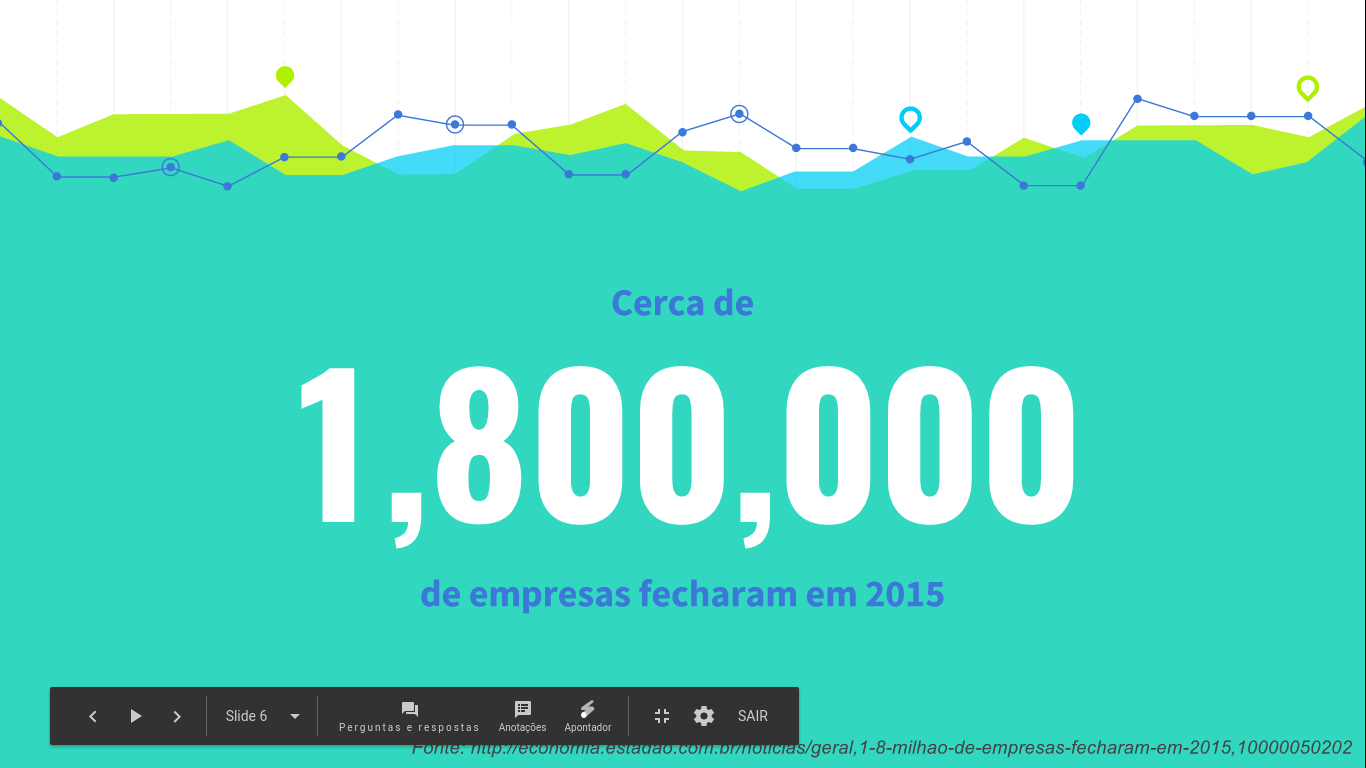 Cerca de
1,800,000
de empresas fecharam em 2015
Slide 6
Perguntas e respostas
Anotações
Apontador
SAIR
Fonte: http://economia.estadao.com.br/noticias/geral,1-8-milhao-de-empresas-fecharam-em-2015,10000050202